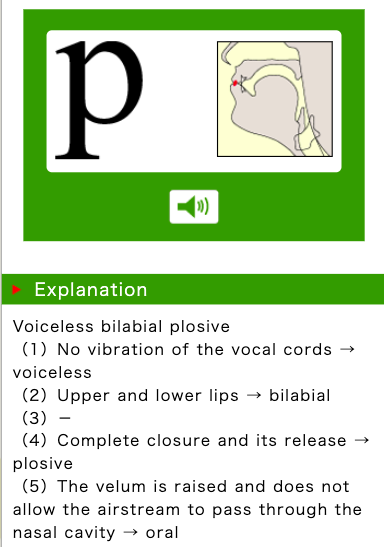 p
Explanation
Voiceless bilabial plosive
（1）No vibration of the vocal cords →
voiceless
（2）Upper and lower lips → bilabial
（3）－
（4）Complete closure and its release →
plosive
（5）The velum is raised and does not
allow the airstream to pass through the
nasal cavity → oral